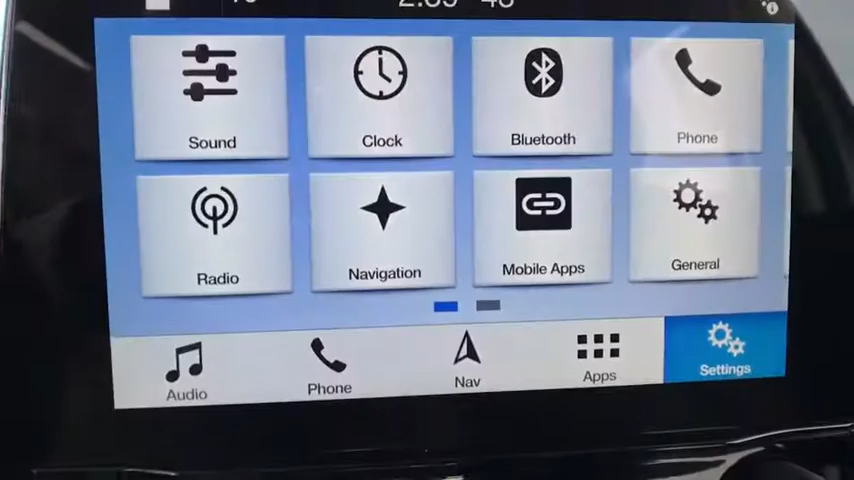 Sound
Clock
Bluetooth
Phone
Radio
Navigation
Mobile Apps
General
Audio
Phone
Nav
Apps
Settings